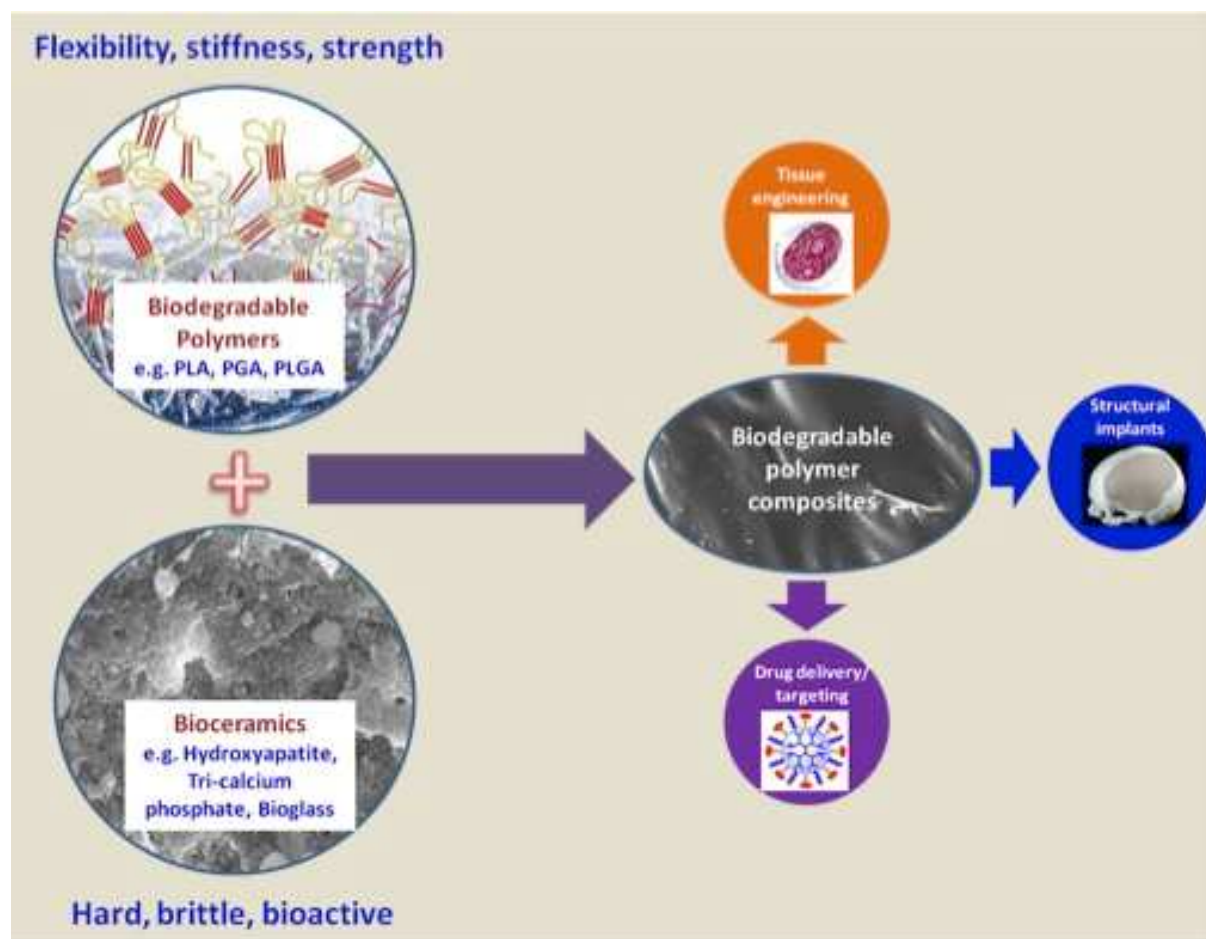 Flexibility, stiffness, strength
Biodegradable
Polymers
e.g. PLA, PGA, PLGA
Bioceramics
e.g. Hydroxyapatite,
Tri-calcium
phosphate, Bioglass
Hard, brittle, bioactive
Biodegradable
polymer
composites
Tissue
engineering
Structural
implants
Drug delivery/
targeting